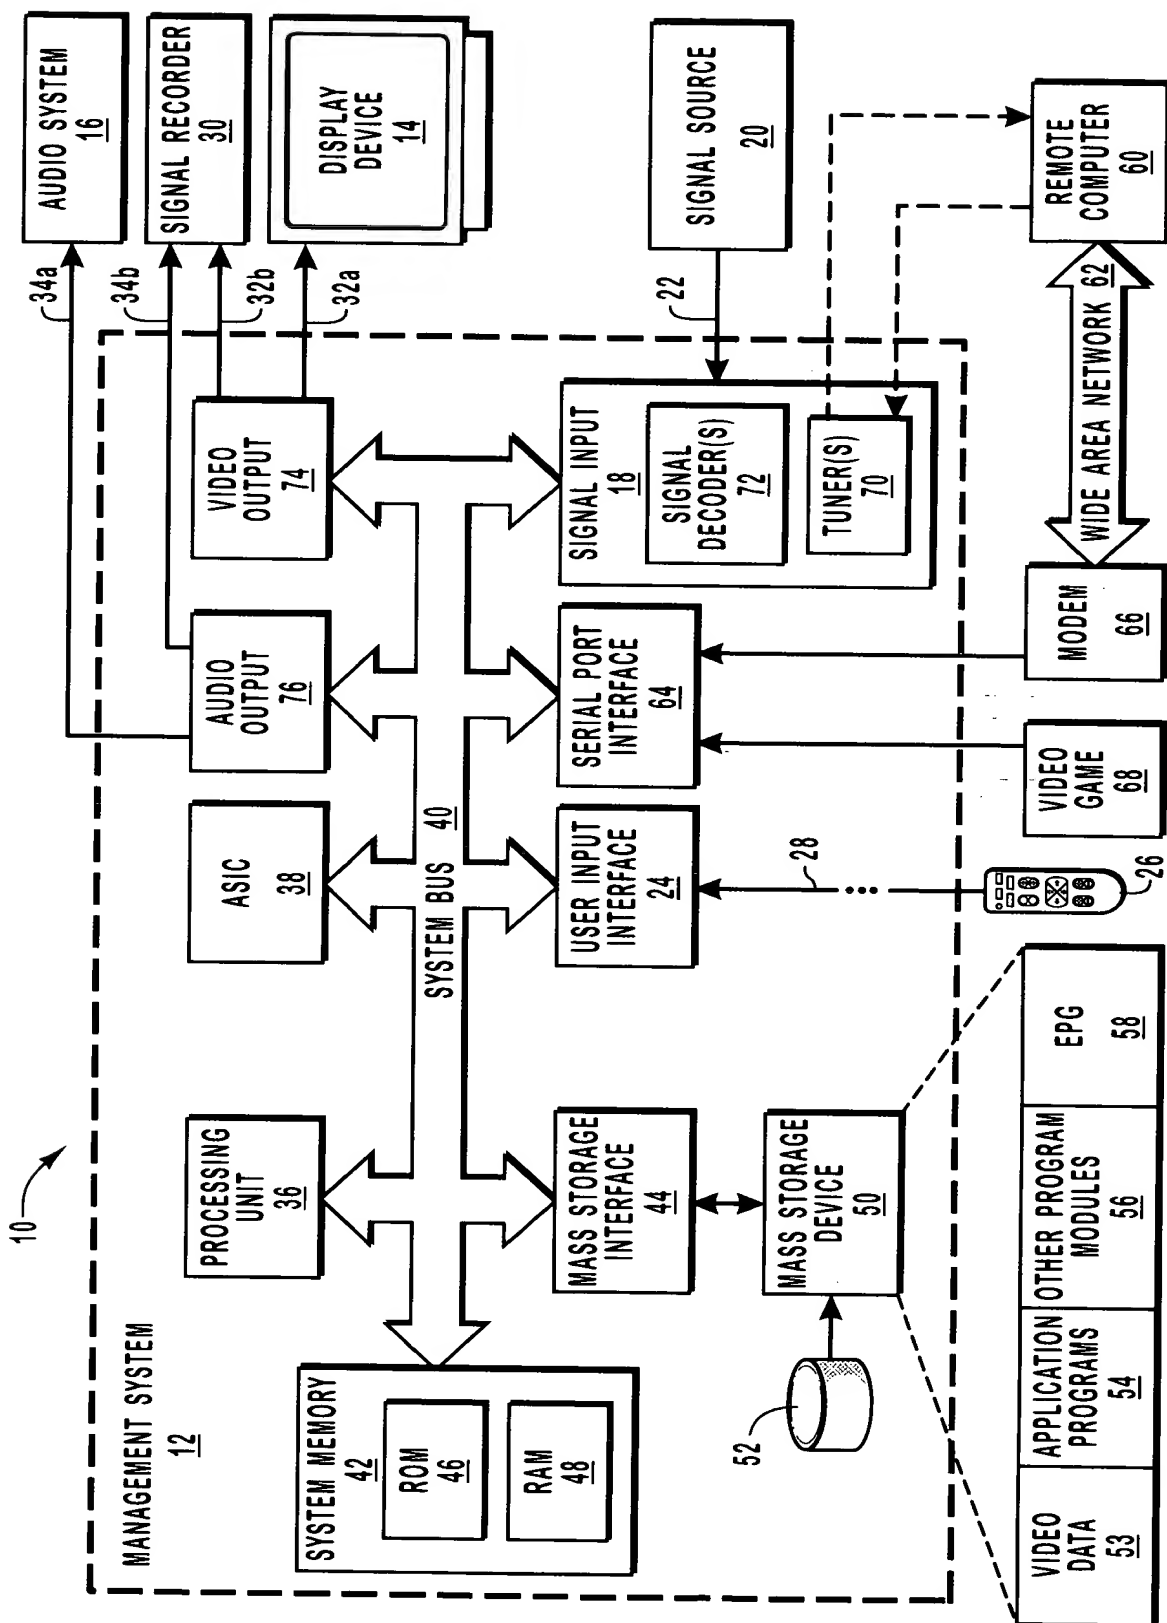 10
MANAGEMENT SYSTEM
12
SYSTEM MEMORY
42
ROM
46
RAM
48
PROCESSING
UNIT
36
ASIC
38
AUDIO
OUTPUT
76
VIDEO
OUTPUT
74
34a
34b
32b
32a
AUDIO SYSTEM
16
SIGNAL RECORDER
30
DISPLAY
DEVICE
14
SYSTEM BUS 40
MASS STORAGE
INTERFACE
44
USER INPUT
INTERFACE
24
SERIAL PORT
INTERFACE
64
SIGNAL INPUT
18
SIGNAL
DECODER(S)
72
TUNER(S)
70
22
SIGNAL SOURCE
20
52
MASS STORAGE
DEVICE
50
28
26
VIDEO
GAME
68
MODEM
66
WIDE AREA NETWORK 62
REMOTE
COMPUTER
60
VIDEO
DATA
53
APPLICATION
PROGRAMS
54
OTHER PROGRAM
MODULES
56
EPG
58